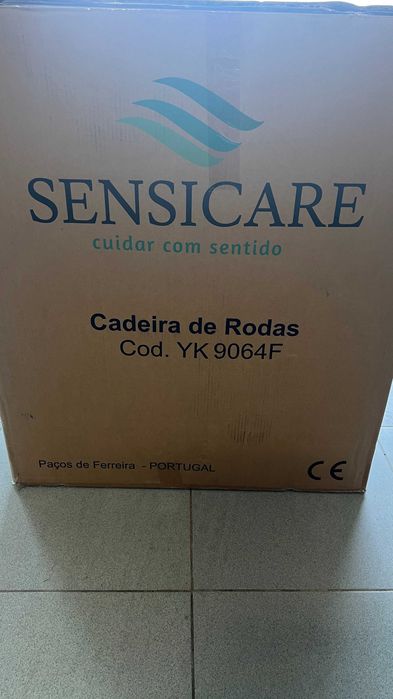 SENSICARE
cuidar com sentido
Cadeira de Rodas
Cod. YK 9064F
Paços de Ferreira - PORTUGAL
CE